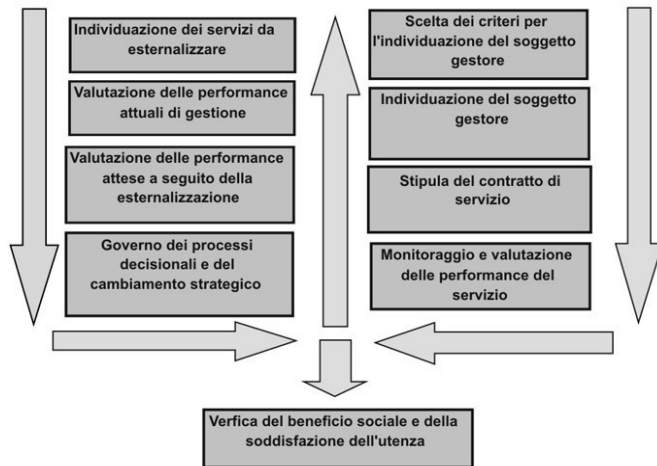 Individuazione dei servizi da
esternalizzare
Valutazione delle performance
attuali di gestione
Valutazione delle performance
attese a seguito della
esternalizzazione
Governo dei processi
decisionali e del
cambiamento strategico
Scelta dei criteri per
l'individuazione del soggetto
gestore
Individuazione del soggetto
gestore
Stipula del contratto di
servizio
Monitoraggio e valutazione
delle performance del
servizio
Verfica del beneficio sociale e della
soddisfazione dell'utenza